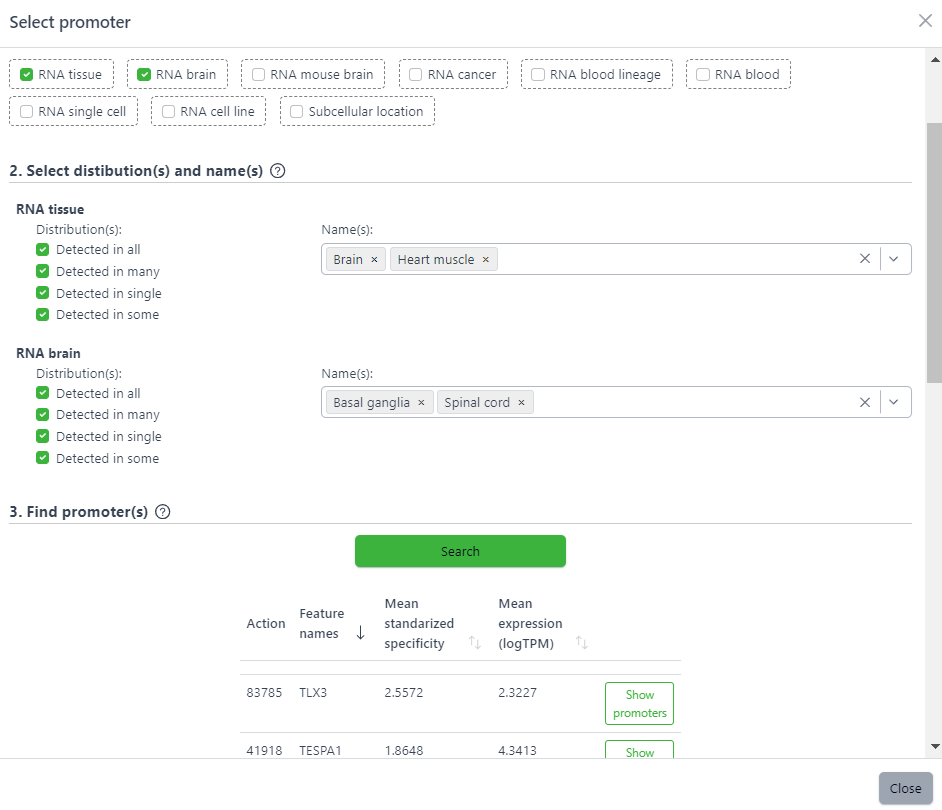 Select promoter
RNA tissue RNA brain RNA mouse brain RNA cancer RNA blood lineage RNA blood
RNA single cell RNA cell line Subcellular location
2. Select distibution(s) and name(s) ?
RNA tissue
Distribution(s): Name(s):
Detected in all Brain × Heart muscle ×
Detected in many
Detected in single
Detected in some
RNA brain
Distribution(s): Name(s):
Detected in all Basal ganglia × Spinal cord ×
Detected in many
Detected in single
Detected in some
3. Find promoter(s) ?
Search
Action
Feature
names
Mean
standarized
specificity
Mean
expression
(logTPM)
83785 TLX3 2.5572 2.3227 Show
promoters
41918 TESPA1 1.8648 4.3413 Show
Close